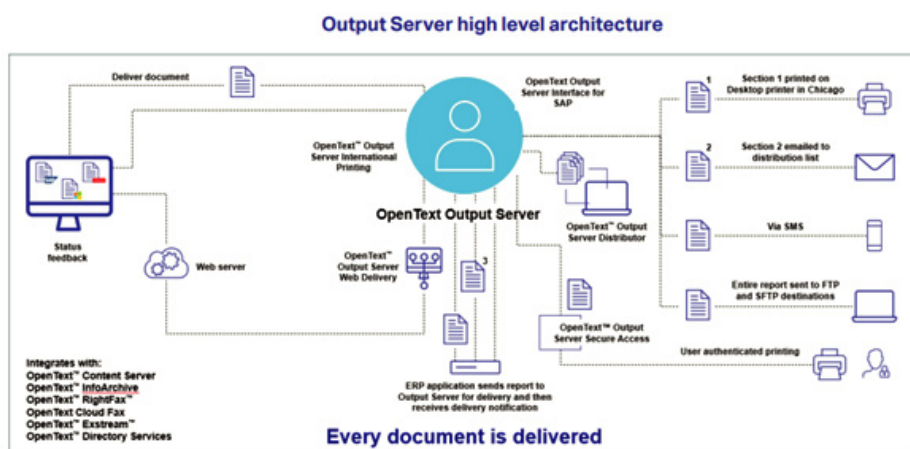 Output Server high level architecture
Deliver document
OpenText Output
Server Interface for
SAP
1
Section 1 printed on
Desktop printer in Chicago
OpenText™ Output
Server International
Printing
2
Section 2 emailed to
distribution list
OpenText Output Server
OpenText™ Output
Server Distributor
Status
feedback
Web server
OpenText™
Output Server
Web Delivery
3
Via SMS
Entire report sent to FTP
and SFTP destinations
OpenText™ Output
Server Secure Access
User authenticated printing
Integrates with:
OpenText™ Content Server
OpenText™ InfoArchive
OpenText™ RightFax™
OpenText Cloud Fax
OpenText™ Exstream™
OpenText™ Directory Services
ERP application sends report to
Output Server for delivery and then
receives delivery notification
Every document is delivered